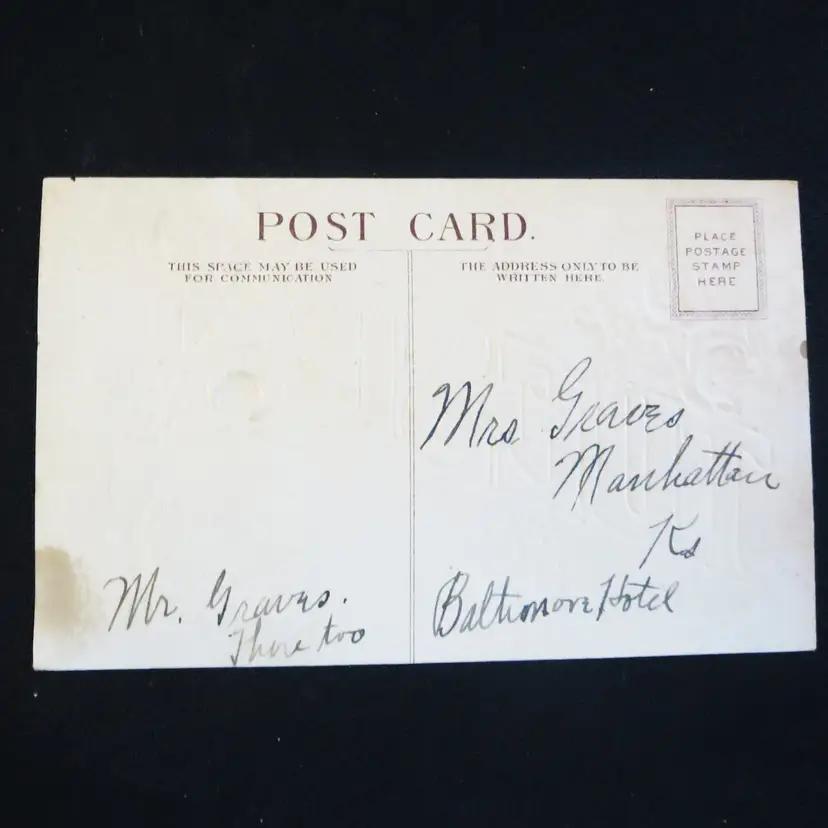 POST CARD.
THIS SPACE MAY BE USED
FOR COMMUNICATION
THE ADDRESS ONLY TO BE
WRITTEN HERE.
PLACE
POSTAGE
STAMP
HERE
Mr. Graves.
There too
Mrs Graves
Manhattan
Ks
Baltimore Hotel